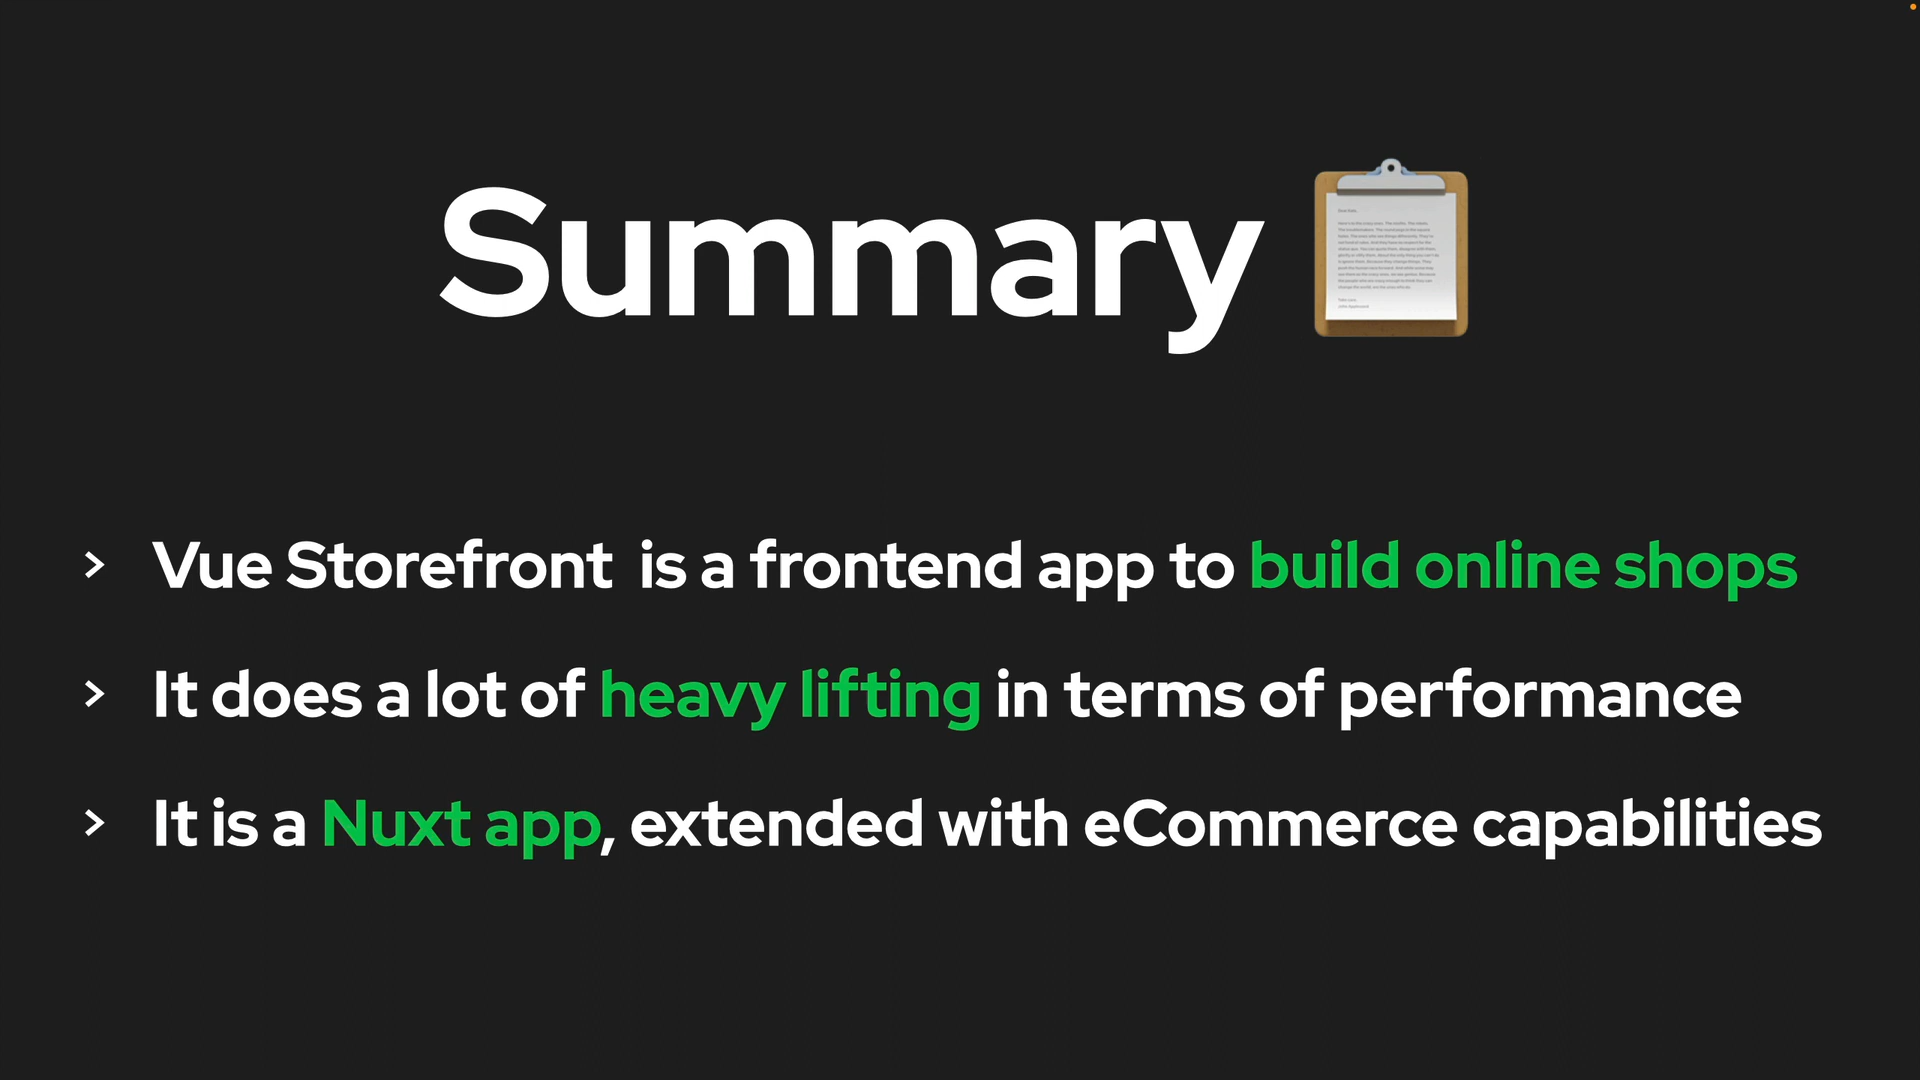 Summary
> Vue Storefront  is a frontend app to build online shops
> It does a lot of heavy lifting in terms of performance
> It is a Nuxt app, extended with eCommerce capabilities